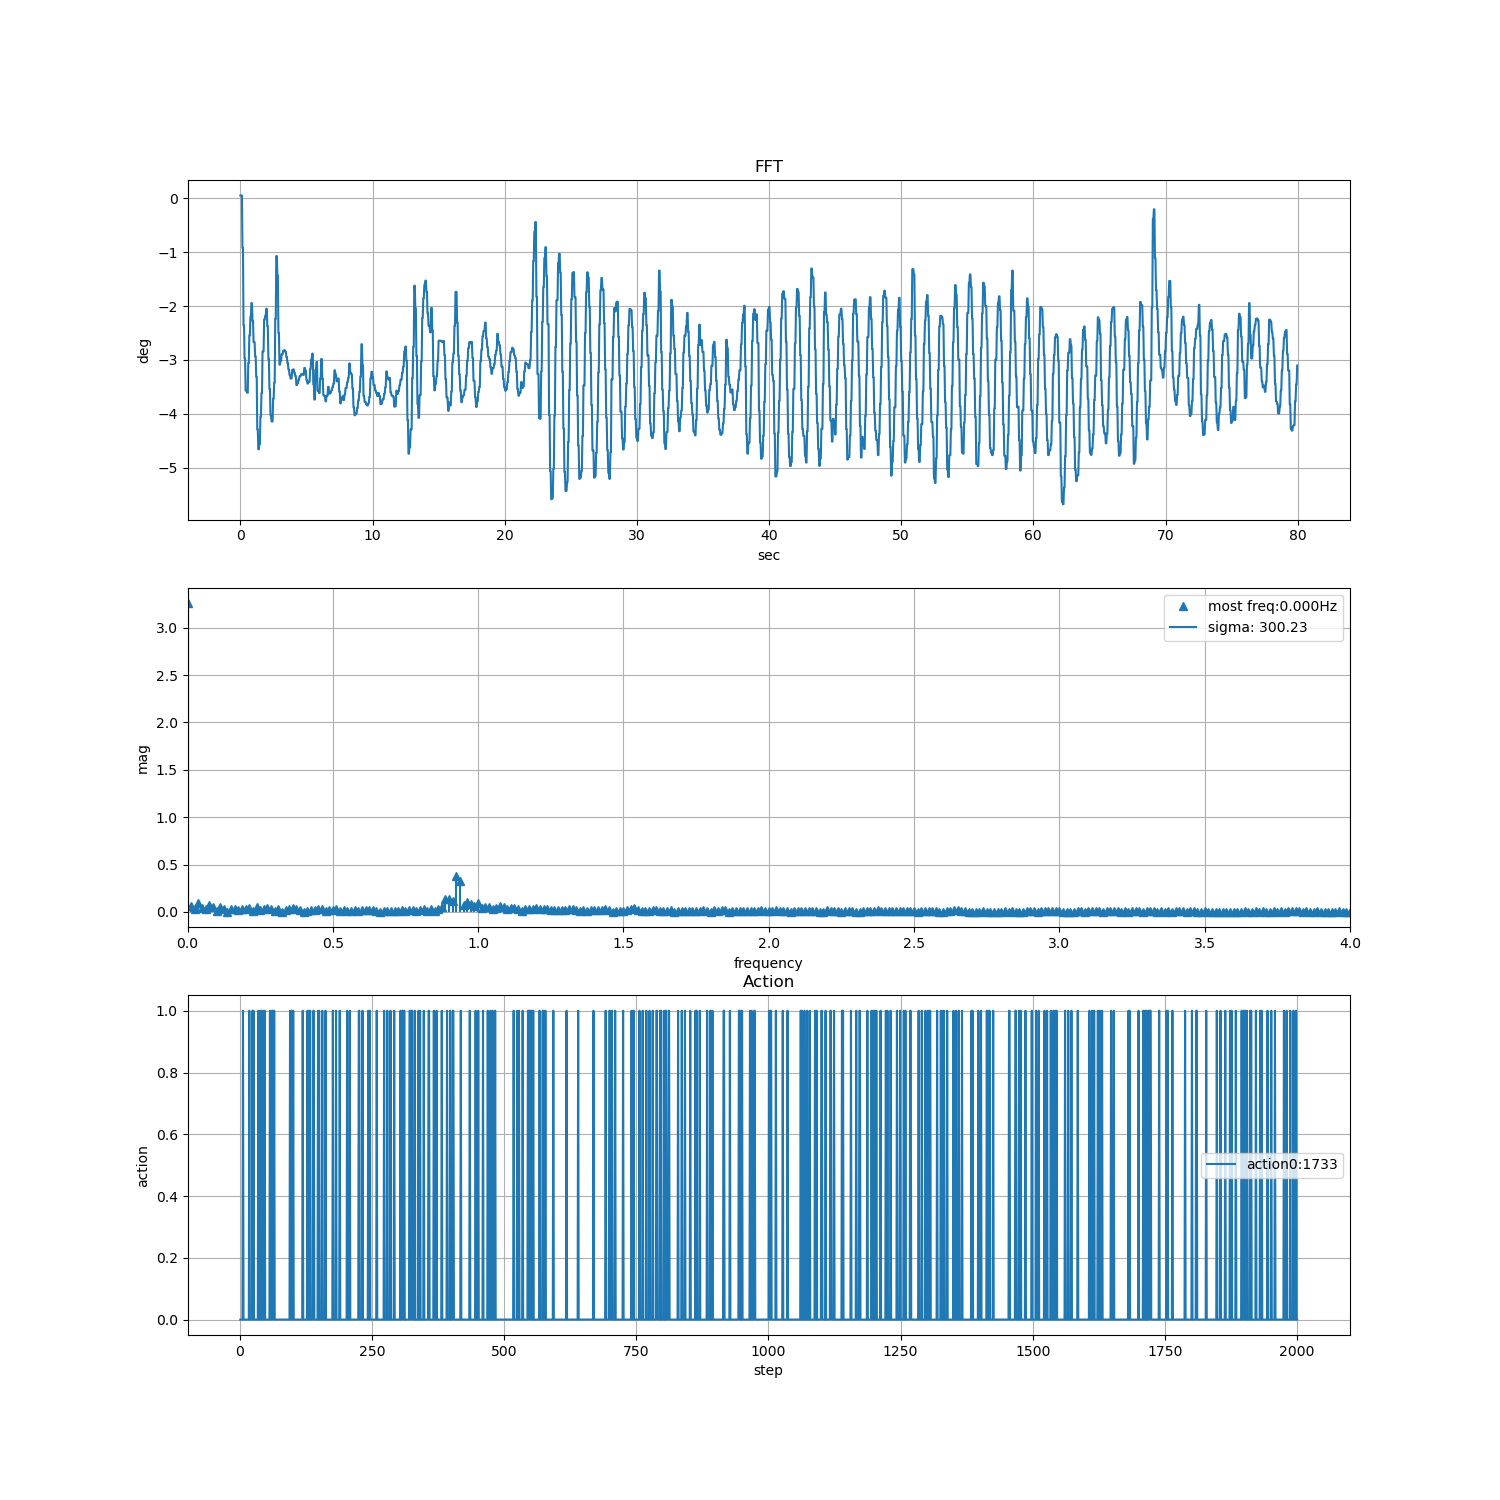 FFT
0
−1
−2
−3
−4
−5
deg
0 10 20 30 40 50 60 70 80
sec
most freq:0.000Hz
sigma: 300.23
3.0
2.5
2.0
1.5
1.0
0.5
0.0
mag
0.0 0.5 1.0 1.5 2.0 2.5 3.0 3.5 4.0
frequency
Action
1.0
0.8
0.6
0.4
0.2
0.0
action
action0:1733
0 250 500 750 1000 1250 1500 1750 2000
step